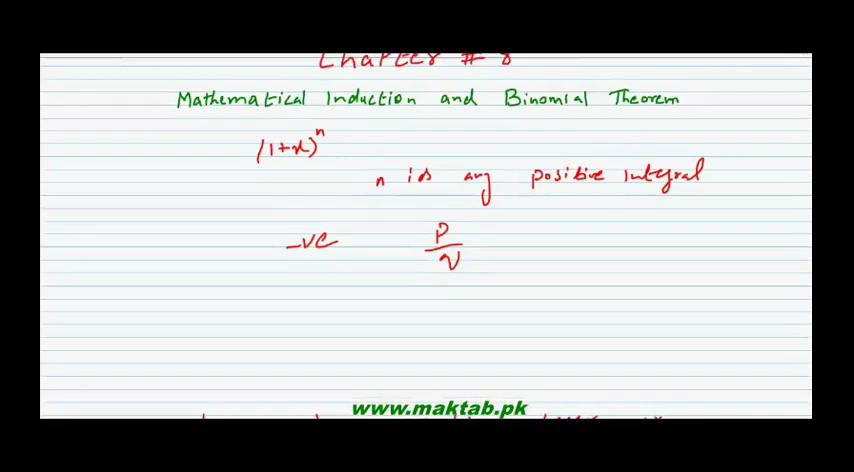 Chapter # 8
Mathematical Induction and Binomial Theorem
(1+x)^n
n is any positive integral
-ve p/q
www.maktab.pk